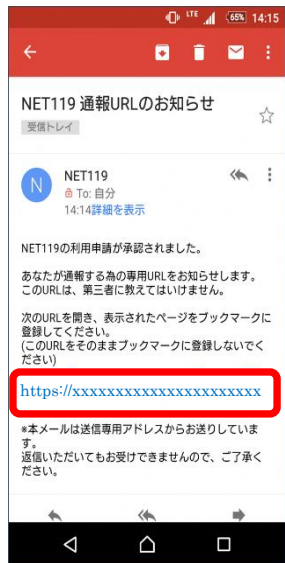 LTE 65% 14:15
NET119 通報URLのお知らせ
受信トレイ
N
NET119
To: 自分
14:14詳細を表示
NET119の利用申請が承認されました。
あなたが通報する為の専用URLをお知らせします。
このURLは、第三者に教えてはいけません。
次のURLを開き、表示されたページをブックマークに
登録してください。
(このURLをそのままブックマークに登録しないでく
ださい)
https://xxxxxxxxxxxxxxxxxxxxxx
*本メールは送信専用アドレスからお送りしていま
す。
返信いただいてもお受けできませんので、ご了承く
ださい。